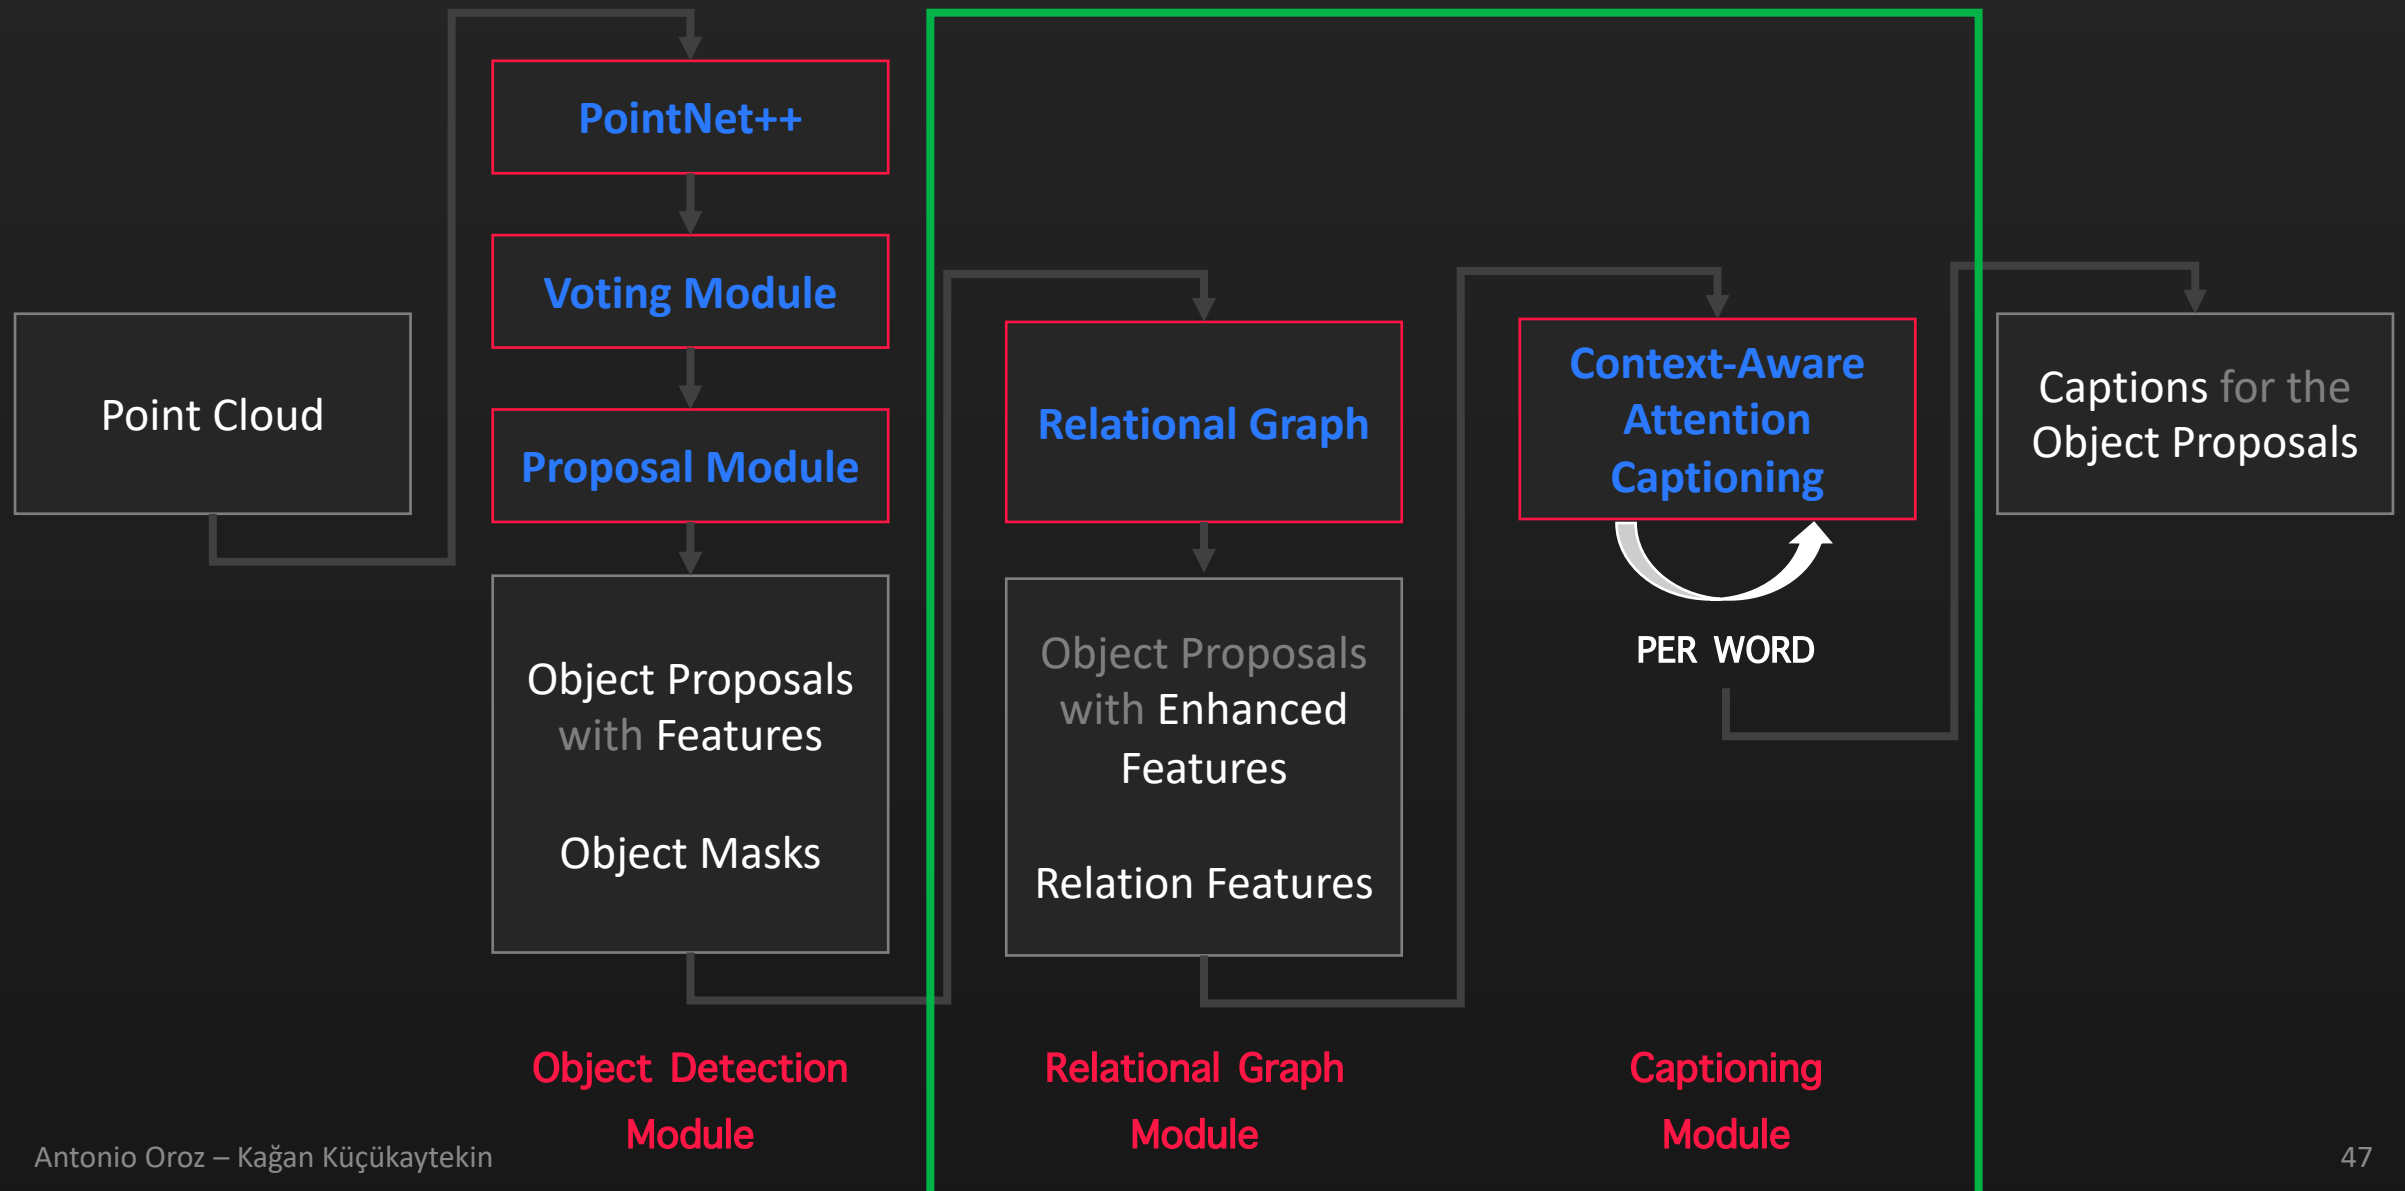 PointNet++
Voting Module
Proposal Module
Point Cloud
Object Proposals
with Features
Object Masks
Object Detection
Module
Relational Graph
Object Proposals
with Enhanced
Features
Relation Features
Relational Graph
Module
Context-Aware
Attention
Captioning
PER WORD
Captioning
Module
Captions for the
Object Proposals
Antonio Oroz – Kağan Küçükaytekin
47